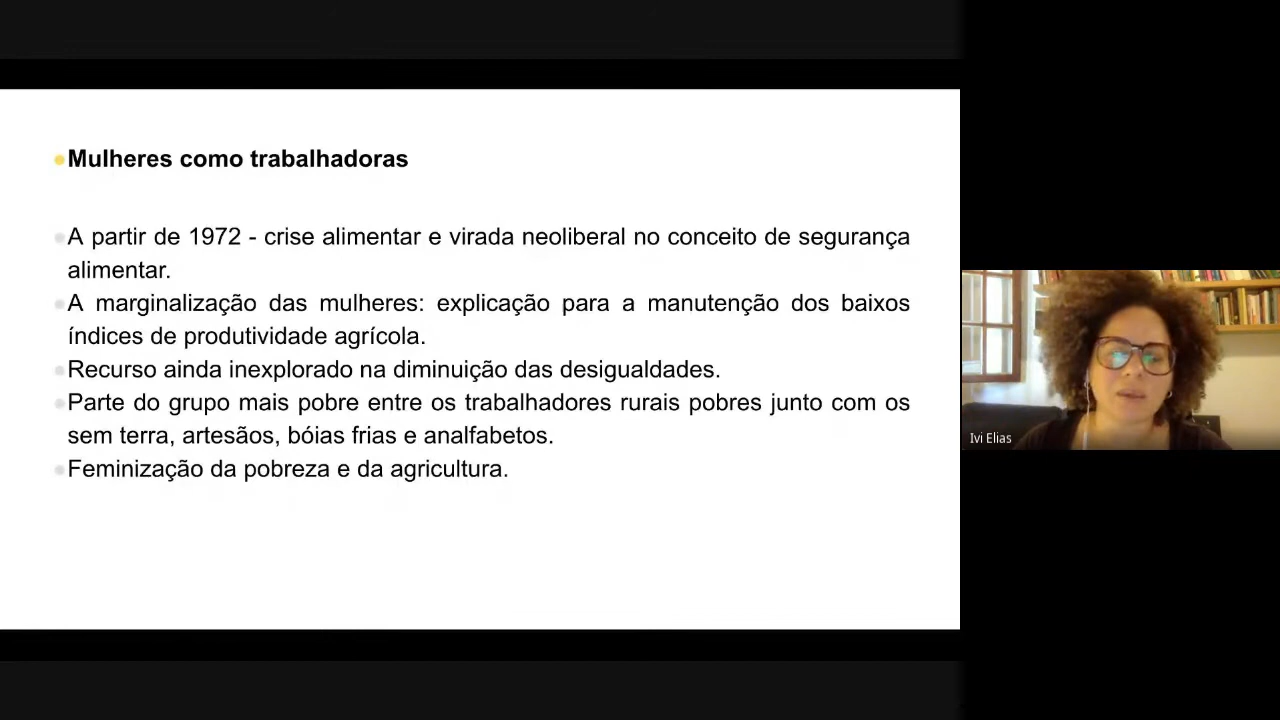 Mulheres como trabalhadoras
A partir de 1972 - crise alimentar e virada neoliberal no conceito de segurança
alimentar.
A marginalização das mulheres: explicação para a manutenção dos baixos
índices de produtividade agrícola.
Recurso ainda inexplorado na diminuição das desigualdades.
Parte do grupo mais pobre entre os trabalhadores rurais pobres junto com os
sem terra, artesãos, bóias frias e analfabetos.
Feminização da pobreza e da agricultura.
Ivi Elias